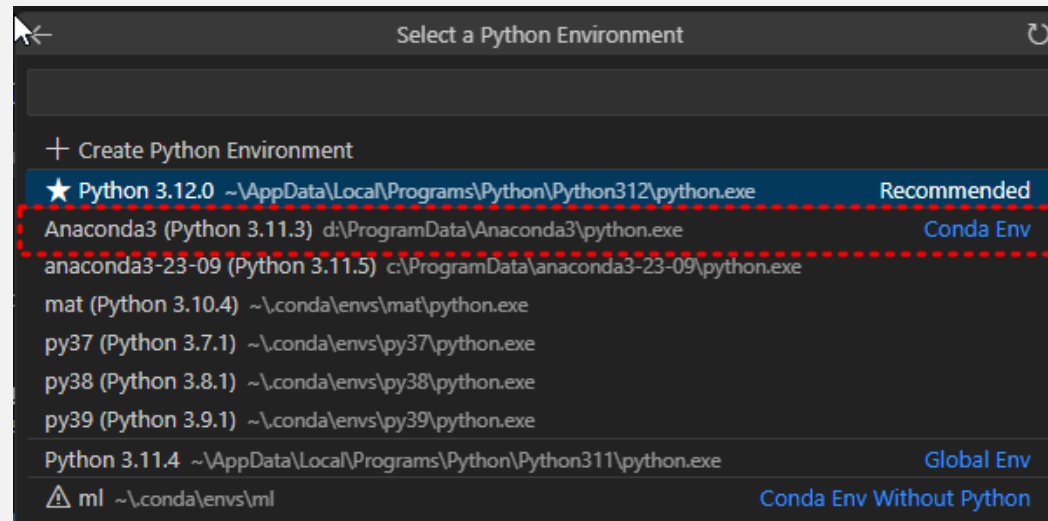 Select a Python Environment
+ Create Python Environment
★ Python 3.12.0 ~\AppData\Local\Programs\Python\Python312\python.exe Recommended
Anaconda3 (Python 3.11.3) d:\ProgramData\Anaconda3\python.exe Conda Env
anaconda3-23-09 (Python 3.11.5) c:\ProgramData\anaconda3-23-09\python.exe
mat (Python 3.10.4) ~\.conda\envs\mat\python.exe
py37 (Python 3.7.1) ~\.conda\envs\py37\python.exe
py38 (Python 3.8.1) ~\.conda\envs\py38\python.exe
py39 (Python 3.9.1) ~\.conda\envs\py39\python.exe
Python 3.11.4 ~\AppData\Local\Programs\Python\Python311\python.exe Global Env
ml ~\.conda\envs\ml Conda Env Without Python